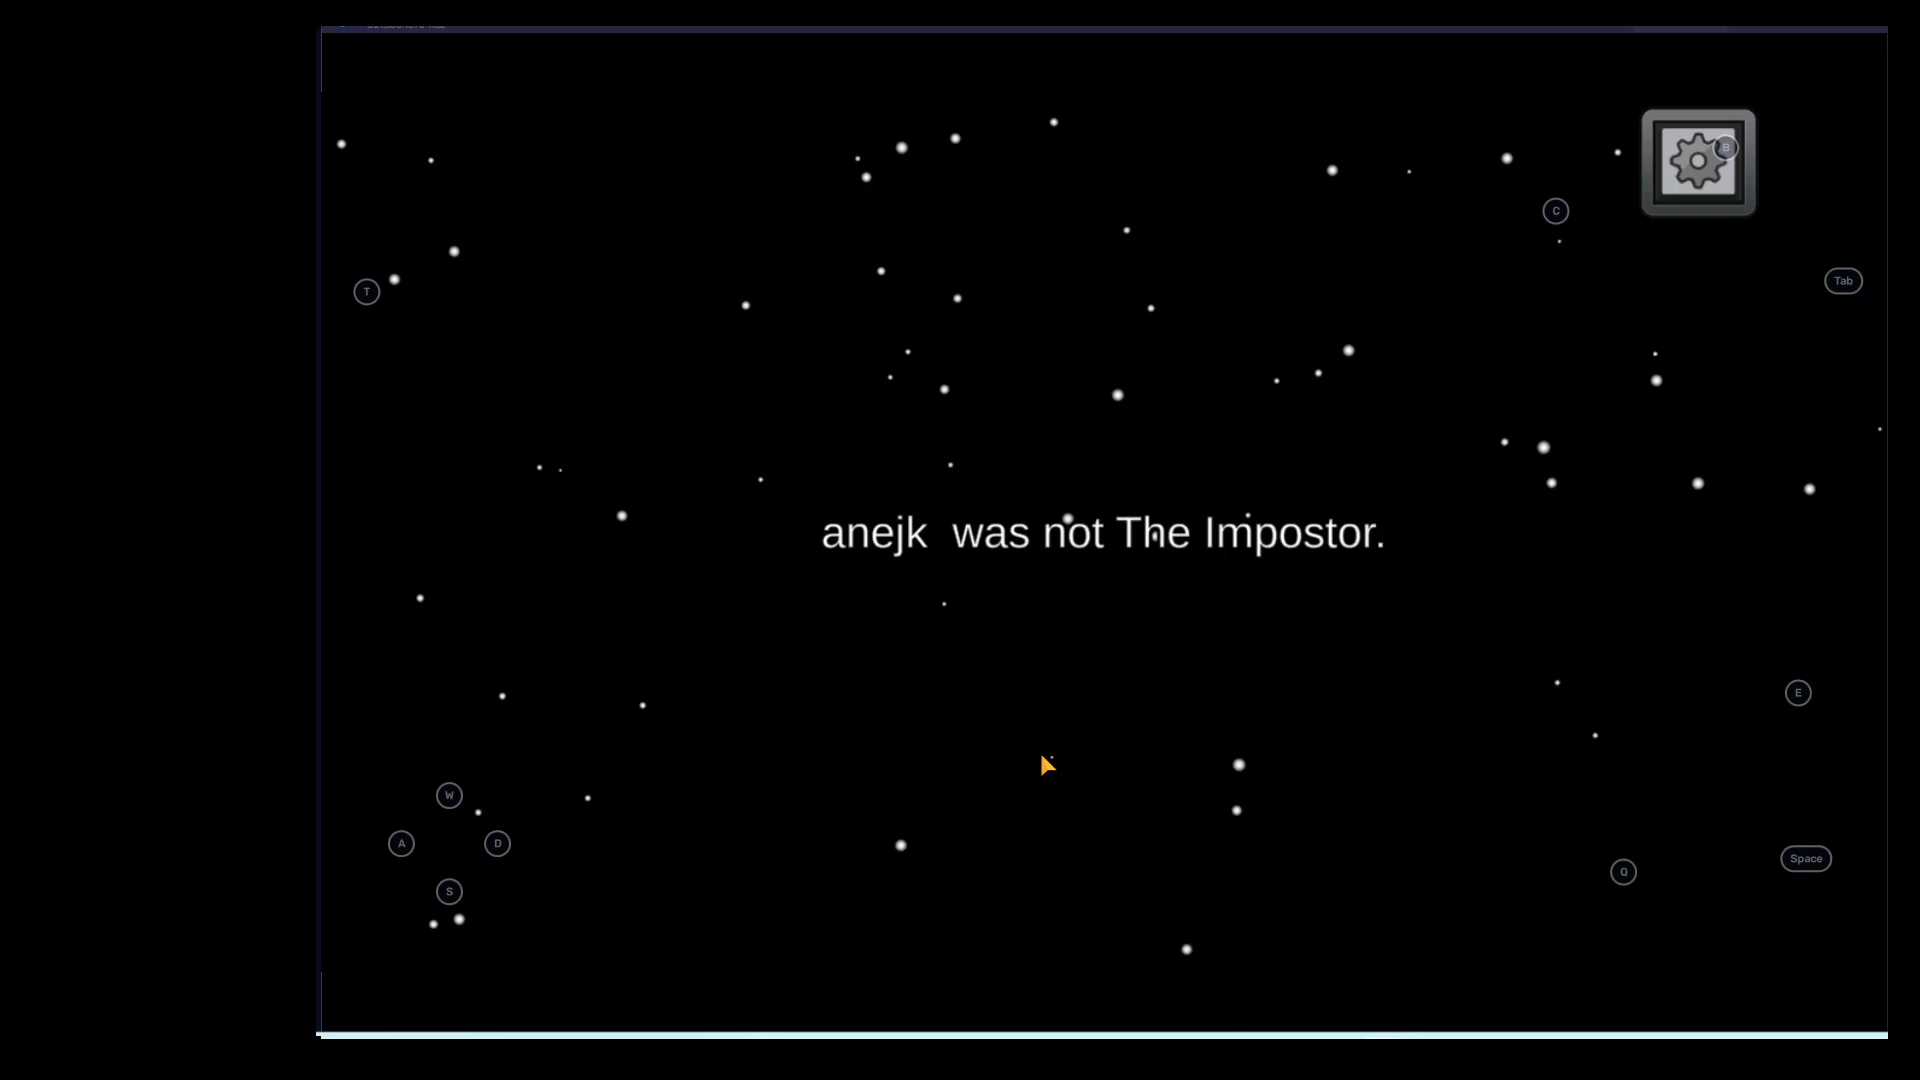 B
C
T
Tab
anejk  was not The Impostor.
E
W
A
D
Space
Q
S